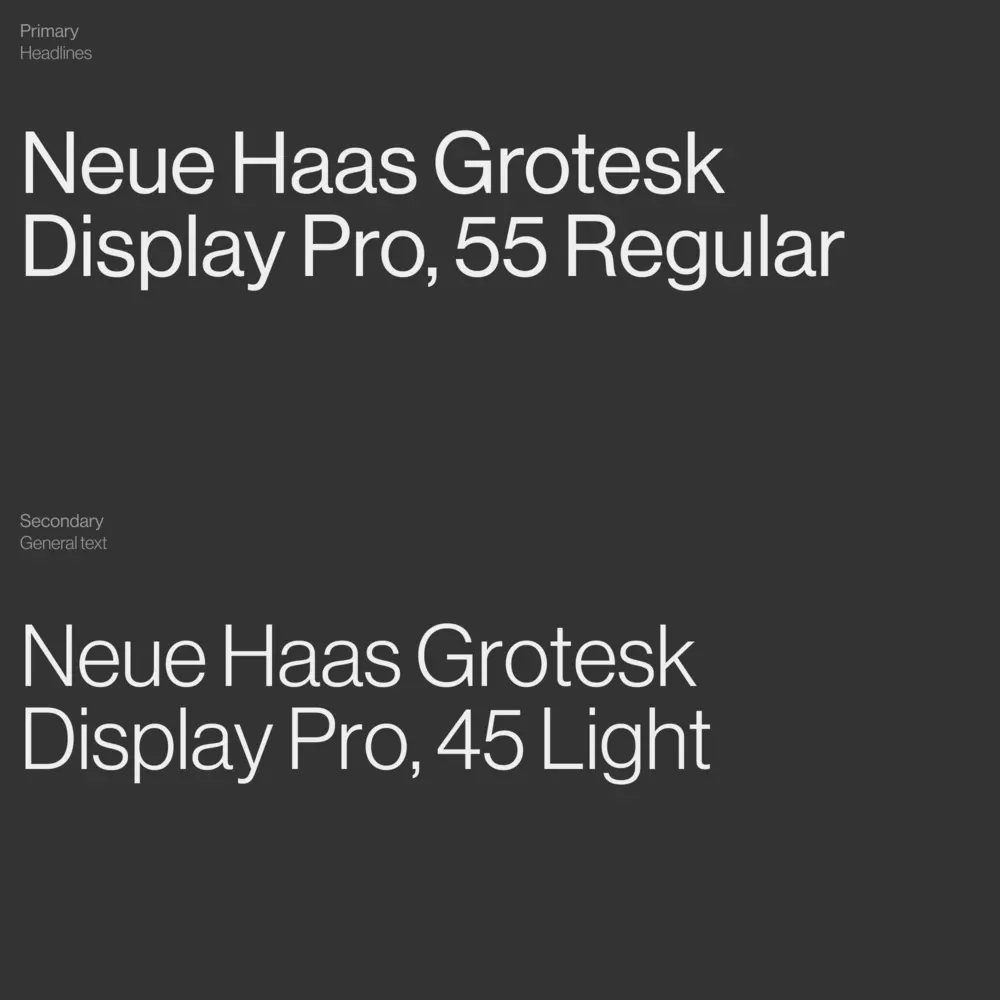 Primary
Headlines
Neue Haas Grotesk
Display Pro, 55 Regular
Secondary
General text
Neue Haas Grotesk
Display Pro, 45 Light